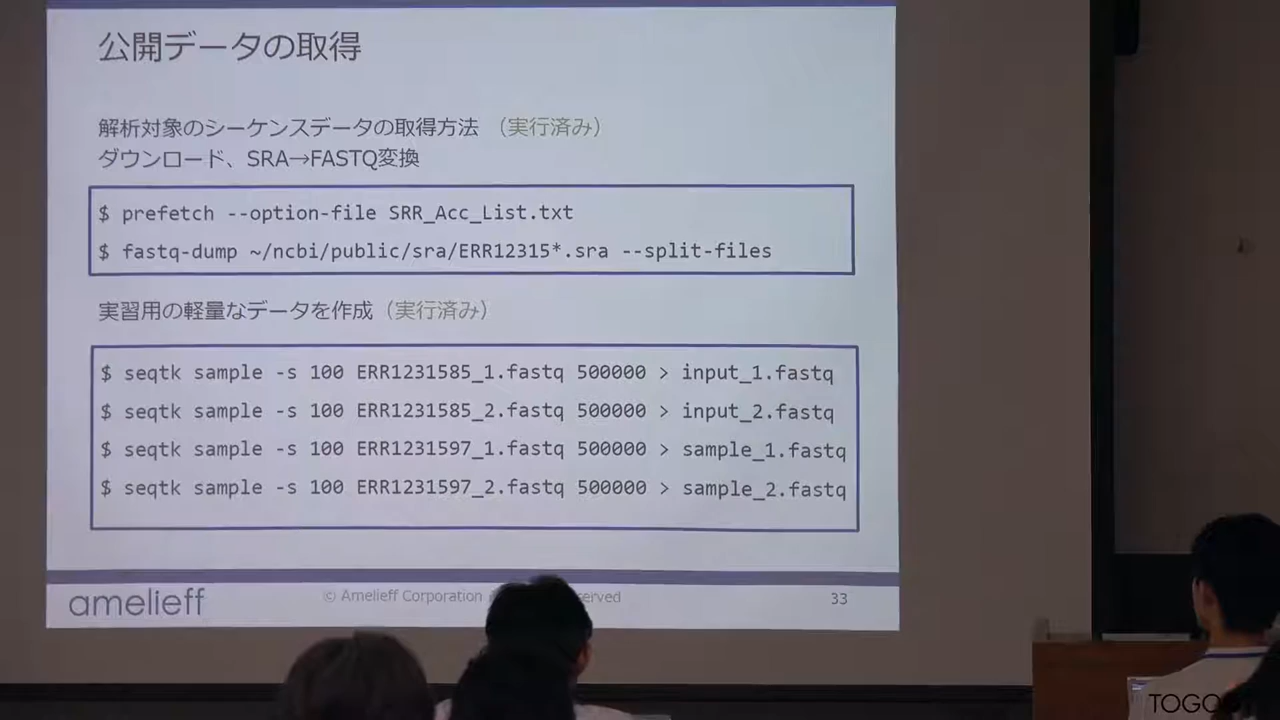 公開データの取得
解析対象のシーケンスデータの取得方法 （実行済み）
ダウンロード、SRA→FASTQ変換
$ prefetch --option-file SRR_Acc_List.txt
$ fastq-dump ~/ncbi/public/sra/ERR12315*.sra --split-files
実習用の軽量なデータを作成（実行済み）
$ seqtk sample -s 100 ERR1231585_1.fastq 500000 > input_1.fastq
$ seqtk sample -s 100 ERR1231585_2.fastq 500000 > input_2.fastq
$ seqtk sample -s 100 ERR1231597_1.fastq 500000 > sample_1.fastq
$ seqtk sample -s 100 ERR1231597_2.fastq 500000 > sample_2.fastq
amelieff
© Amelieff Corporation
33